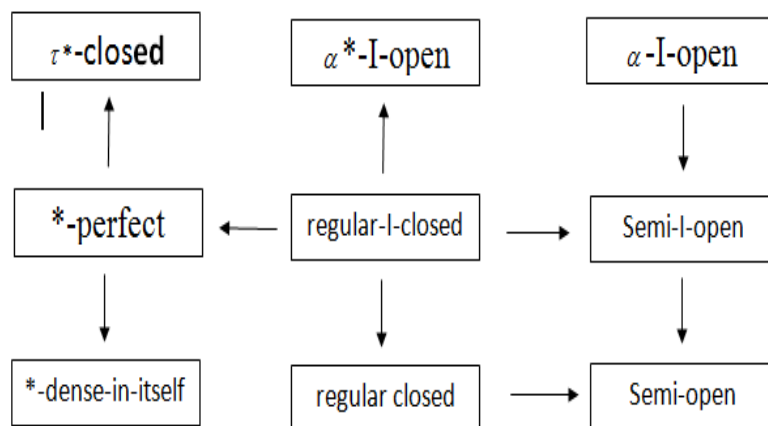 τ*-closed
α*-I-open
α-I-open
*-perfect
regular-I-closed
Semi-I-open
*-dense-in-itself
regular closed
Semi-open